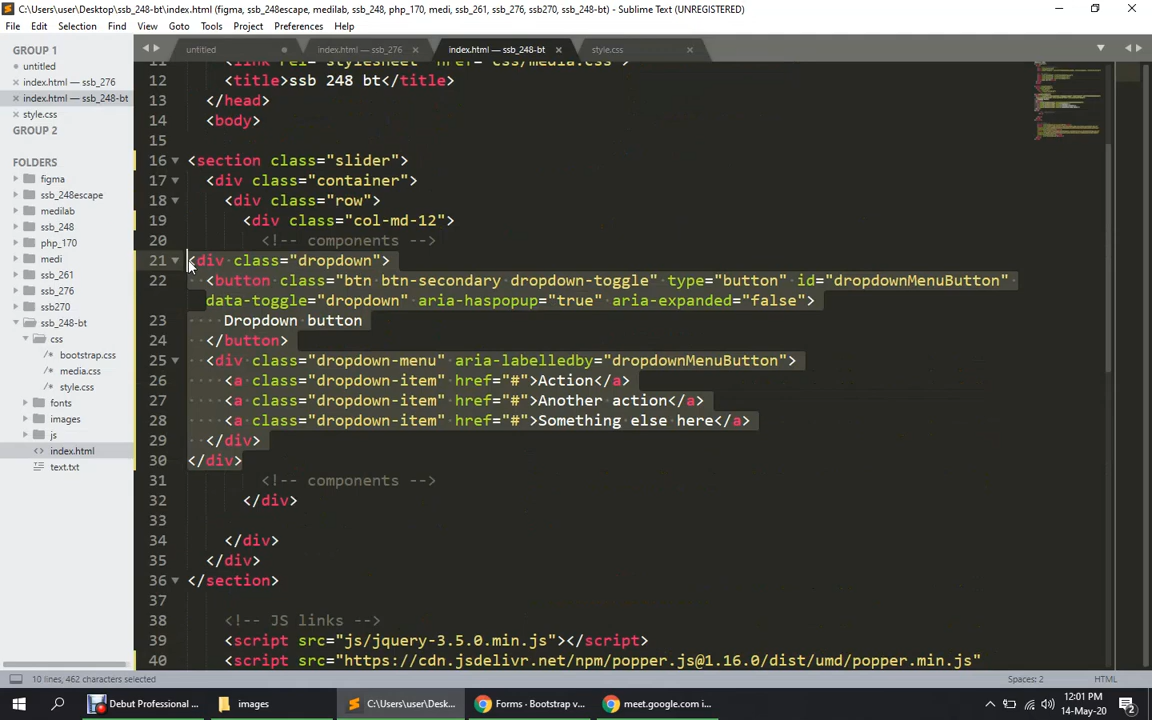 C:\Users\user\Desktop\ssb_248-bt\index.html (figma, ssb_248escape, medilab, ssb_248, php_170, medi, ssb_261, ssb_276, ssb270, ssb_248-bt) - Sublime Text (UNREGISTERED)
File Edit Selection Find View Goto Tools Project Preferences Help
GROUP 1
untitled
index.html — ssb_276
index.html — ssb_248-bt
style.css
GROUP 2
FOLDERS
figma
ssb_248escape
medilab
ssb_248
php_170
medi
ssb_261
ssb_276
ssb270
ssb_248-bt
css
bootstrap.css
media.css
style.css
fonts
images
js
index.html
text.txt
untitled index.html — ssb_276 index.html — ssb_248-bt style.css
11 <link rel="stylesheet" href="css/media.css">
12 <title>ssb 248 bt</title>
13 </head>
14 <body>
15
16 <section class="slider">
17 <div class="container">
18 <div class="row">
19 <div class="col-md-12">
20 <!-- components -->
21 <div class="dropdown">
22 <button class="btn btn-secondary dropdown-toggle" type="button" id="dropdownMenuButton"
data-toggle="dropdown" aria-haspopup="true" aria-expanded="false">
23 Dropdown button
24 </button>
25 <div class="dropdown-menu" aria-labelledby="dropdownMenuButton">
26 <a class="dropdown-item" href="#">Action</a>
27 <a class="dropdown-item" href="#">Another action</a>
28 <a class="dropdown-item" href="#">Something else here</a>
29 </div>
30 </div>
31 <!-- components -->
32 </div>
33
34 </div>
35 </div>
36 </section>
37
38 <!-- JS links -->
39 <script src="js/jquery-3.5.0.min.js"></script>
40 <script src="https://cdn.jsdelivr.net/npm/popper.js@1.16.0/dist/umd/popper.min.js"
10 lines, 462 characters selected Spaces: 2 HTML
Debut Professional ... images C:\Users\user\Desk... Forms · Bootstrap v... meet.google.com i... 12:01 PM
14-May-20
2